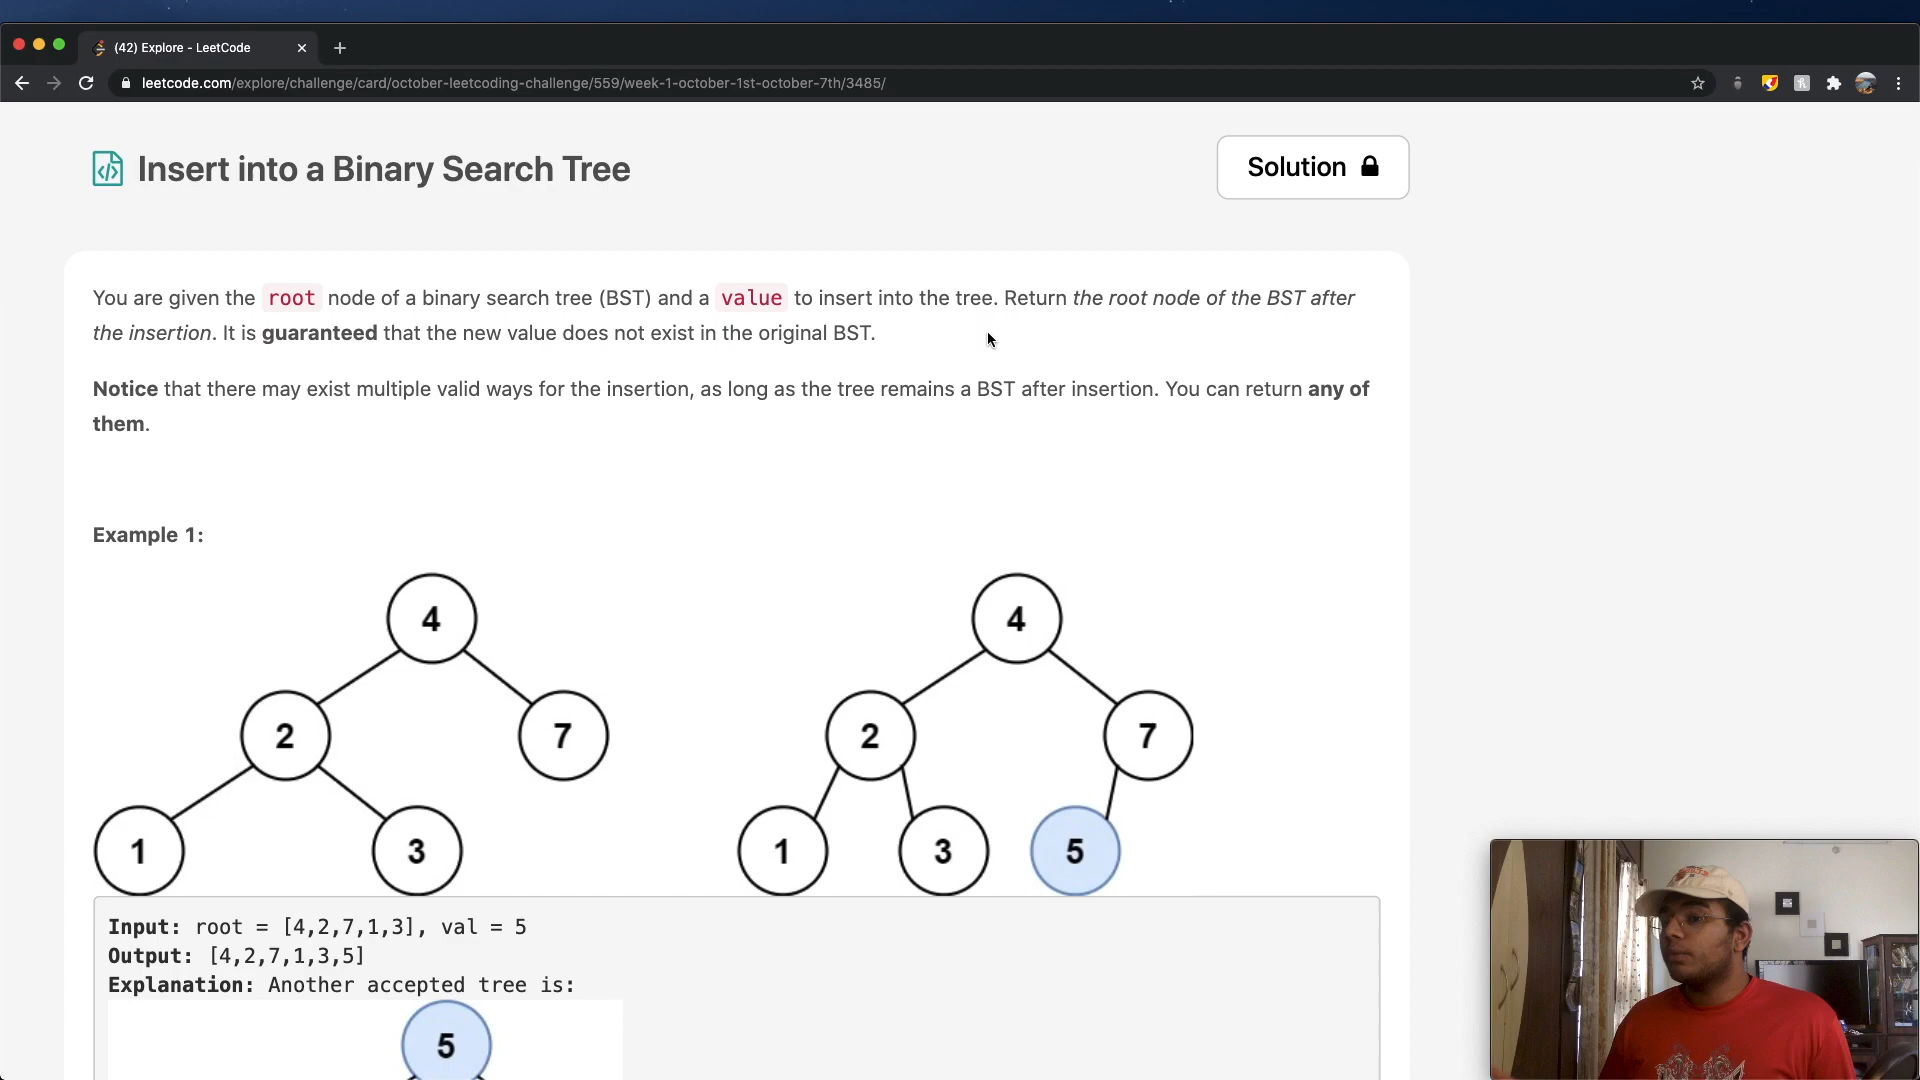 (42) Explore - LeetCode
leetcode.com/explore/challenge/card/october-leetcoding-challenge/559/week-1-october-1st-october-7th/3485/
Insert into a Binary Search Tree
Solution
You are given the root node of a binary search tree (BST) and a value to insert into the tree. Return the root node of the BST after
the insertion. It is guaranteed that the new value does not exist in the original BST.
Notice that there may exist multiple valid ways for the insertion, as long as the tree remains a BST after insertion. You can return any of
them.
Example 1:
4 4
2 7 2 7
1 3 1 3 5
Input: root = [4,2,7,1,3], val = 5
Output: [4,2,7,1,3,5]
Explanation: Another accepted tree is:
5